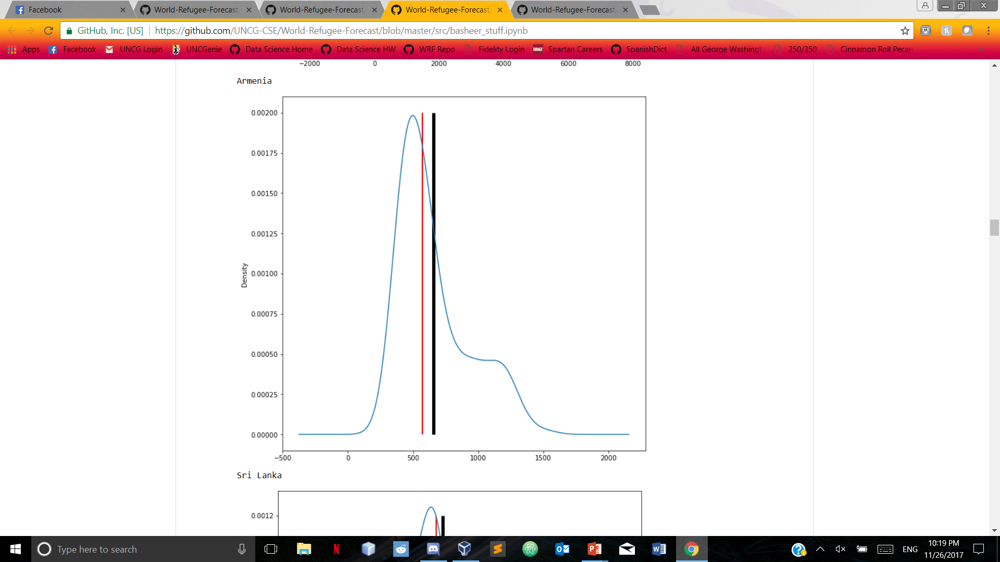 Facebook World-Refugee-Forecast World-Refugee-Forecast World-Refugee-Forecast World-Refugee-Forecast
GitHub, Inc. [US] https://github.com/UNCG-CSE/World-Refugee-Forecast/blob/master/src/basheer_stuff.ipynb
Apps Facebook UNCG Login UNCGenie Data Science Home Data Science HW WRF Repo Fidelity Login BB&T Spartan Careers SpanishDict All George Washingt 250/350 Cinnamon Roll Pecan
−2000 0 2000 4000 6000 8000
Armenia
0.00200
0.00175
0.00150
0.00125
0.00100
Density
0.00075
0.00050
0.00025
0.00000
−500 0 500 1000 1500 2000
Sri Lanka
0.0012
Type here to search
ENG
10:19 PM
11/26/2017